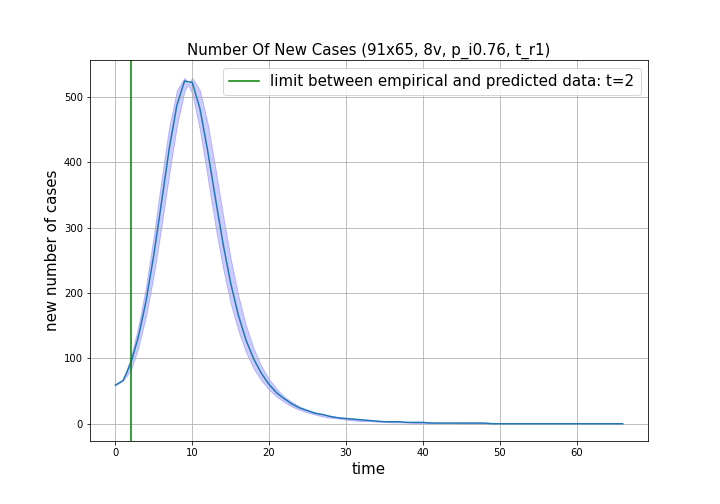 Number Of New Cases (91x65, 8v, p_i0.76, t_r1)
limit between empirical and predicted data: t=2
new number of cases
500
400
300
200
100
0
0 10 20 30 40 50 60
time